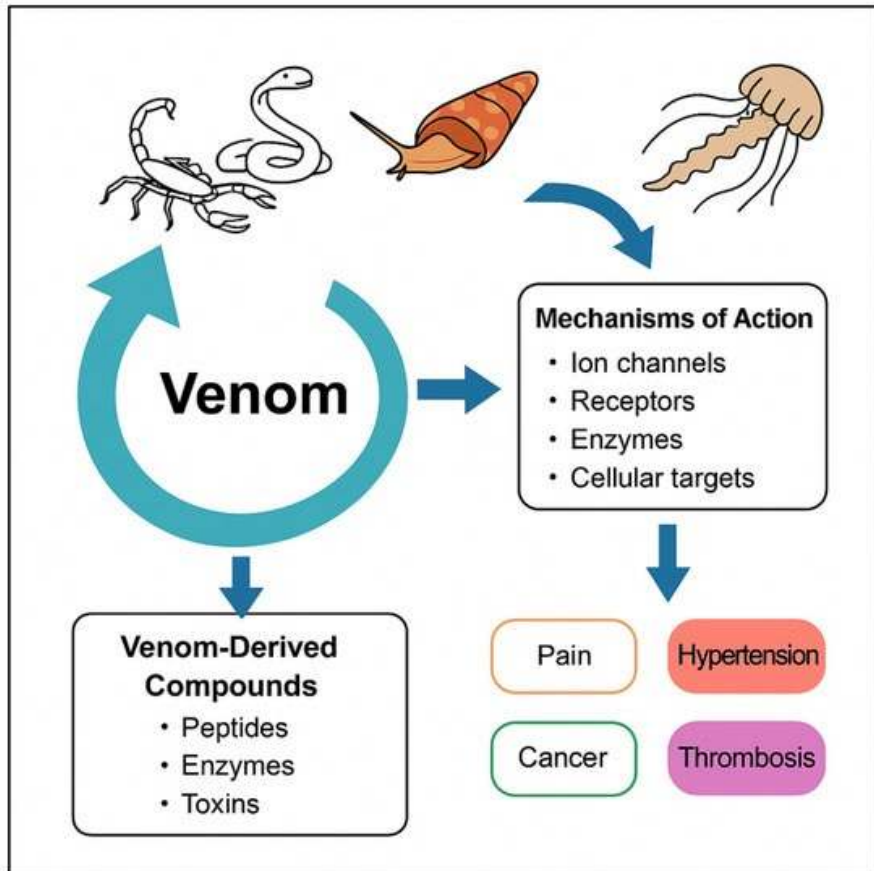 Venom
Mechanisms of Action
• Ion channels
• Receptors
• Enzymes
• Cellular targets
Venom-Derived
Compounds
• Peptides
• Enzymes
• Toxins
Pain
Hypertension
Cancer
Thrombosis